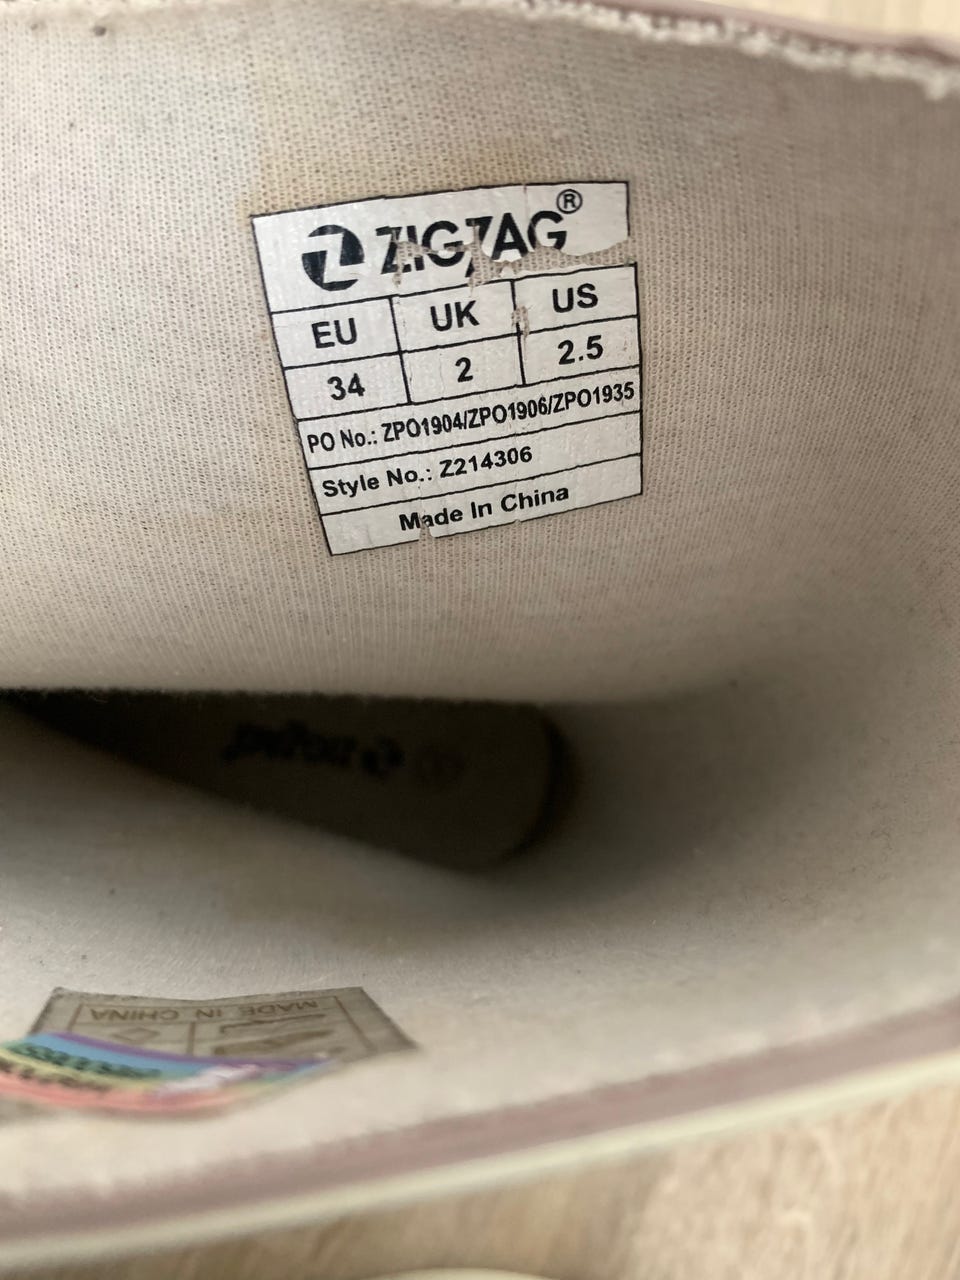 ZIGZAG®
EU UK US
34 2 2.5
PO No.: ZPO1904/ZPO1906/ZPO1935
Style No.: Z214306
Made In China
zigzag
MADE IN CHINA